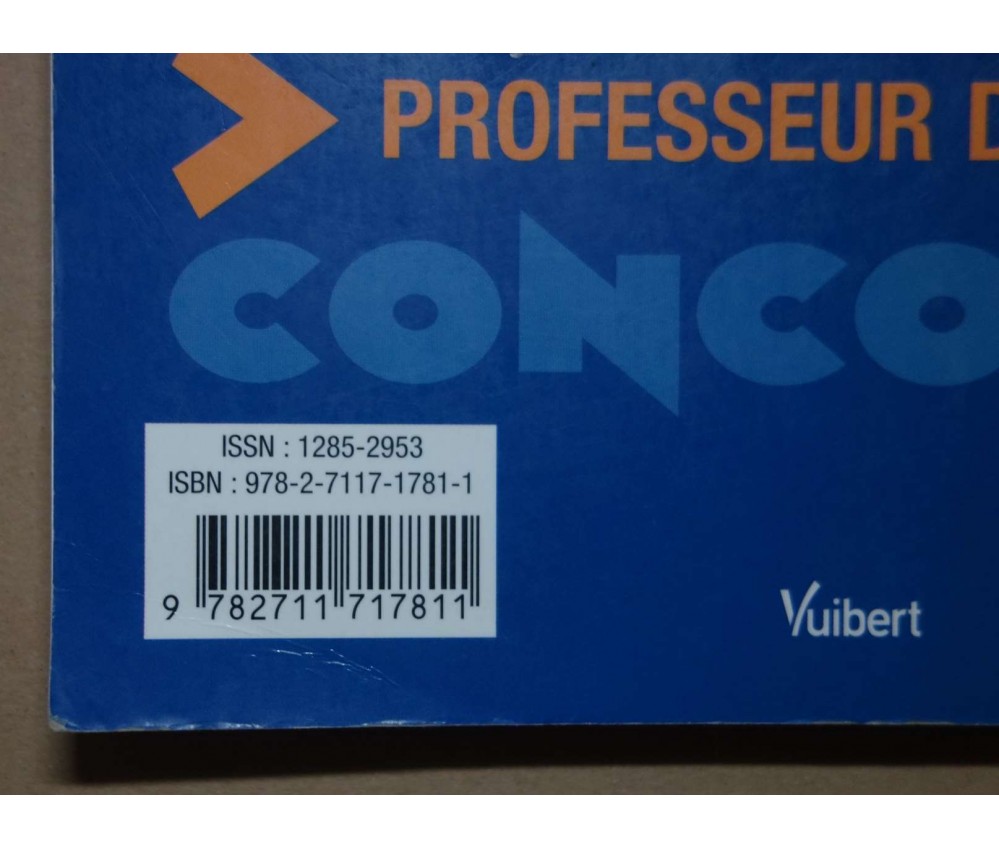 PROFESSEUR D
CONCO
ISSN : 1285-2953
ISBN : 978-2-7117-1781-1
9 782711 717811
Vuibert